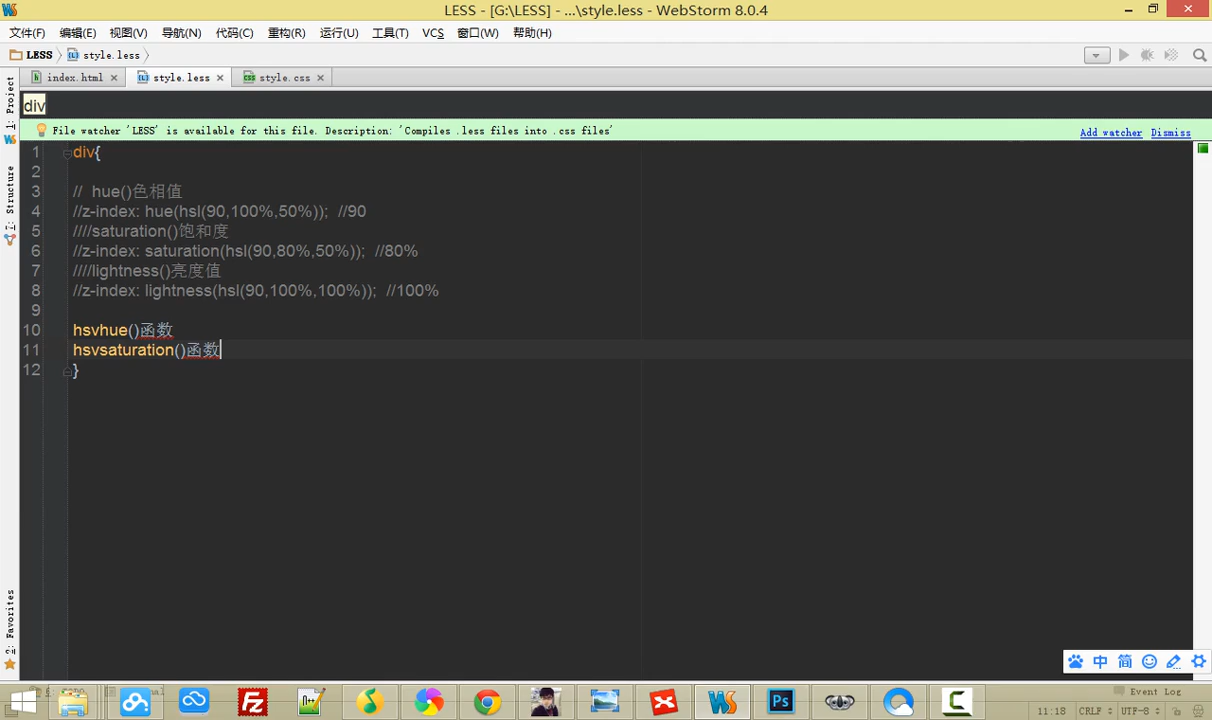 LESS - [G:\LESS] - ...\style.less - WebStorm 8.0.4
文件(F) 编辑(E) 视图(V) 导航(N) 代码(C) 重构(R) 运行(U) 工具(T) VCS 窗口(W) 帮助(H)
LESS style.less
index.html style.less style.css
1: Project
div
File watcher 'LESS' is available for this file. Description: 'Compiles .less files into .css files' Add watcher Dismiss
1 div{
2
3 // hue()色相值
4 //z-index: hue(hsl(90,100%,50%)); //90
5 ////saturation()饱和度
6 //z-index: saturation(hsl(90,80%,50%)); //80%
7 ////lightness()亮度值
8 //z-index: lightness(hsl(90,100%,100%)); //100%
9
10 hsvhue()函数
11 hsvsaturation()函数
12 }
Structure
2: Favorites
中 简
Event Log
11:18 CRLF UTF-8